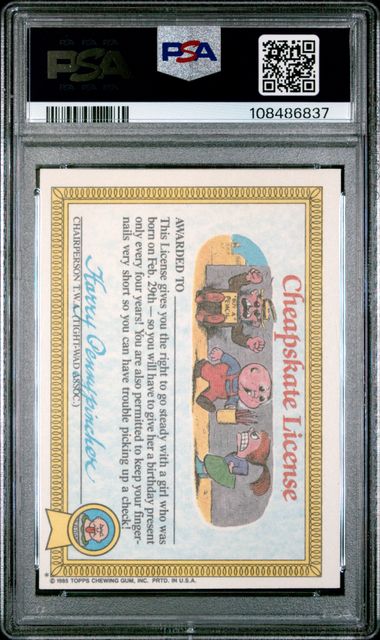 PSA
PSA
108486837
Cheapskate License
AWARDED TO
This License gives you the right to go steady with a girl who was
born on Feb. 29th — so you will have to give her a birthday present
only every four years! You are also permitted to keep your finger-
nails very short so you can have trouble picking up a check!
Harry Pennypincher
CHAIRPERSON T.W.A. (TIGHT-WAD ASSOC.)
* © 1985 TOPPS CHEWING GUM, INC. PRTD. IN U.S.A.